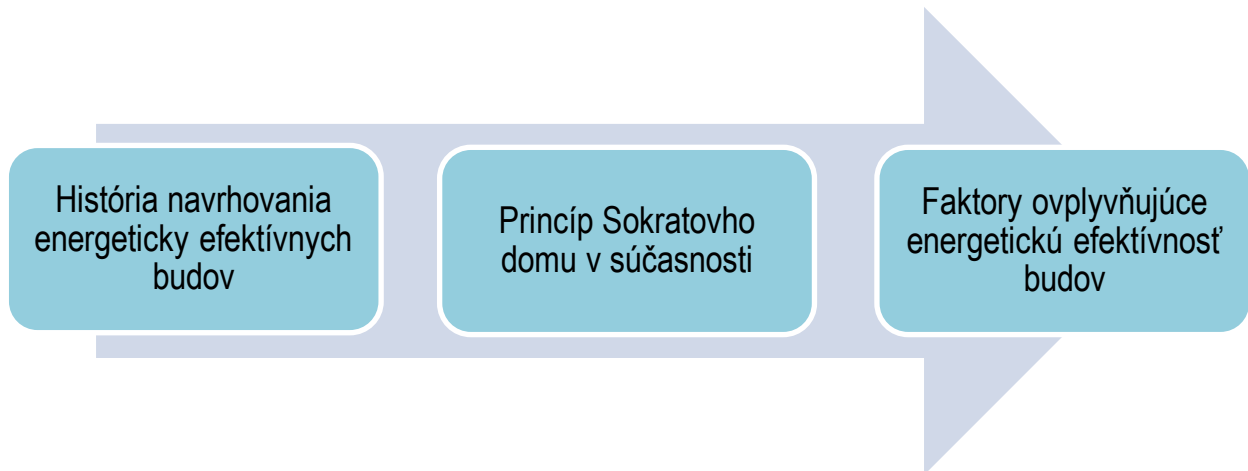 História navrhovania
energeticky efektívnych
budov
Princíp Sokratovho
domu v súčasnosti
Faktory ovplyvňujúce
energetickú efektívnosť
budov